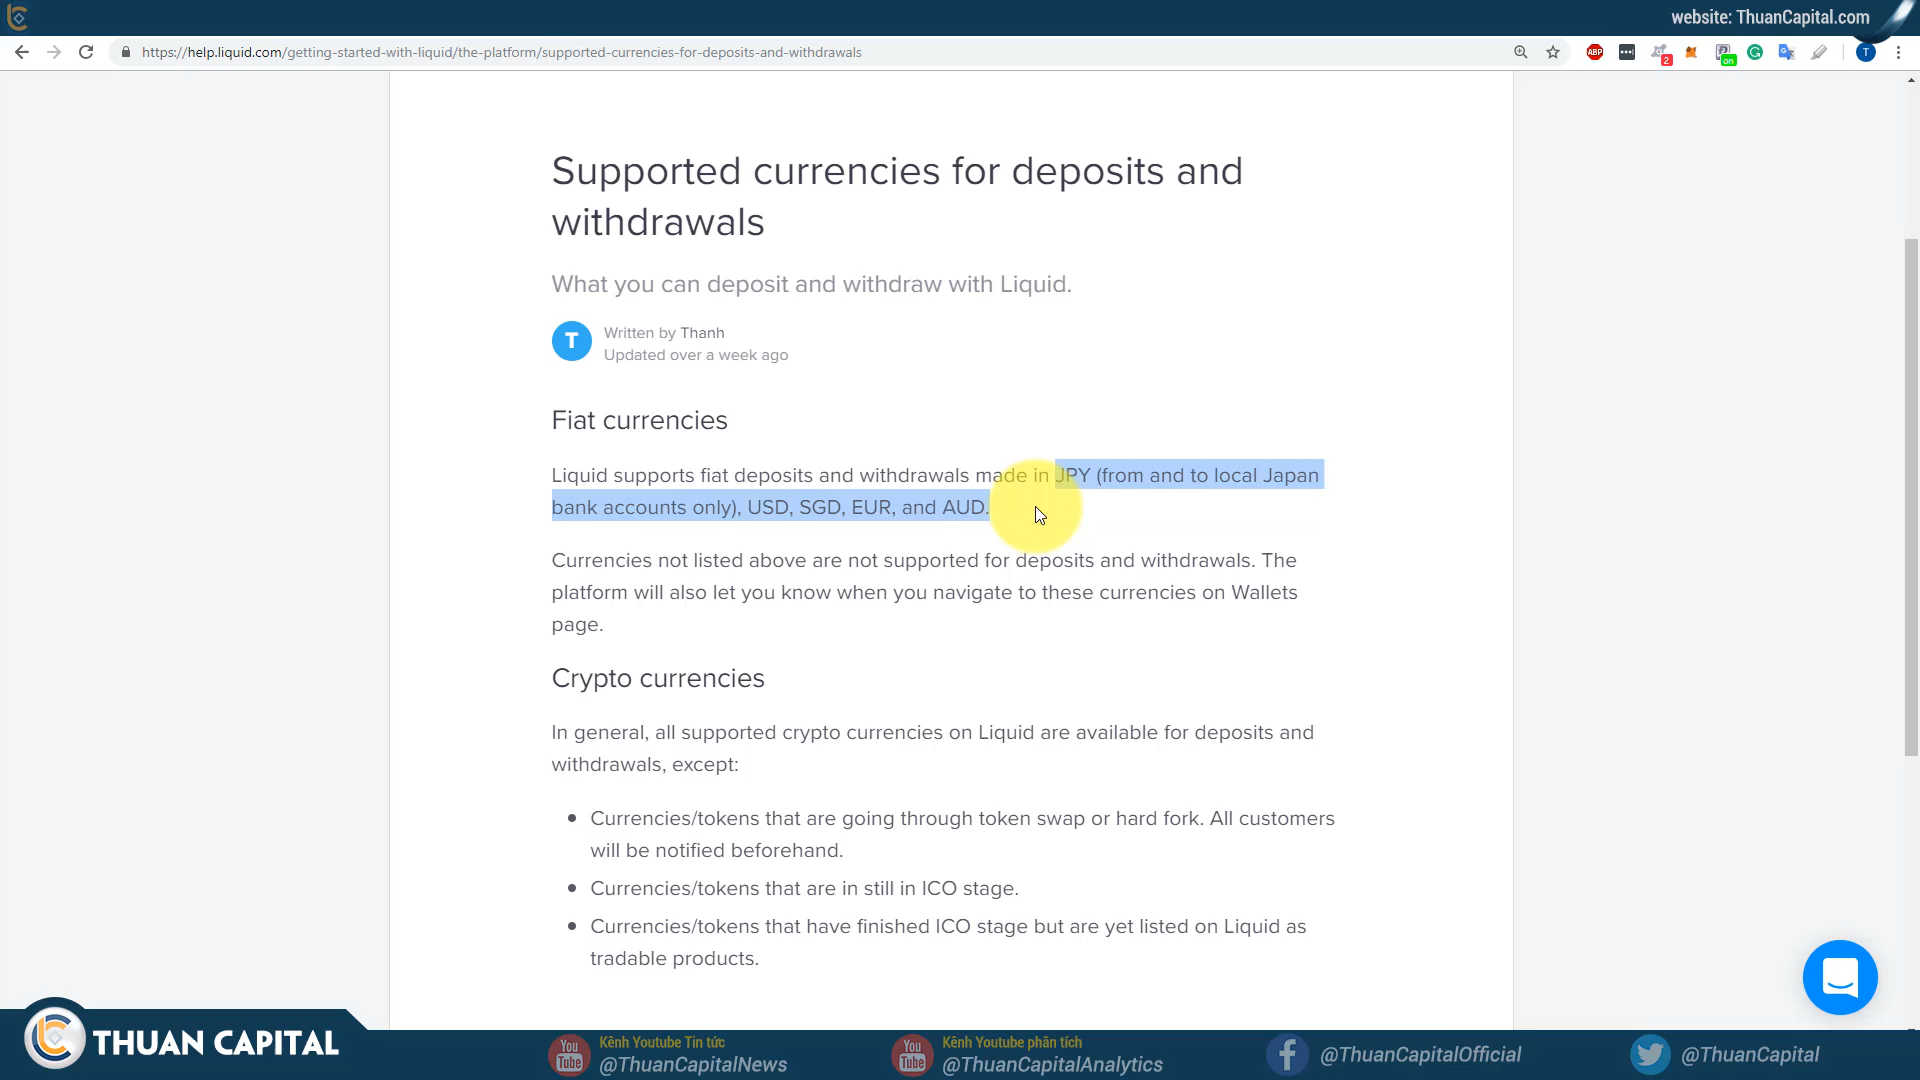 website: ThuanCapital.com
https://help.liquid.com/getting-started-with-liquid/the-platform/supported-currencies-for-deposits-and-withdrawals
ABP
2
on
T
Supported currencies for deposits and
withdrawals
What you can deposit and withdraw with Liquid.
T
Written by Thanh
Updated over a week ago
Fiat currencies
Liquid supports fiat deposits and withdrawals made in JPY (from and to local Japan
bank accounts only), USD, SGD, EUR, and AUD.
Currencies not listed above are not supported for deposits and withdrawals. The
platform will also let you know when you navigate to these currencies on Wallets
page.
Crypto currencies
In general, all supported crypto currencies on Liquid are available for deposits and
withdrawals, except:
Currencies/tokens that are going through token swap or hard fork. All customers
will be notified beforehand.
Currencies/tokens that are in still in ICO stage.
Currencies/tokens that have finished ICO stage but are yet listed on Liquid as
tradable products.
THUAN CAPITAL
You
Tube
Kênh Youtube Tin tức
@ThuanCapitalNews
You
Tube
Kênh Youtube phân tích
@ThuanCapitalAnalytics
@ThuanCapitalOfficial
@ThuanCapital